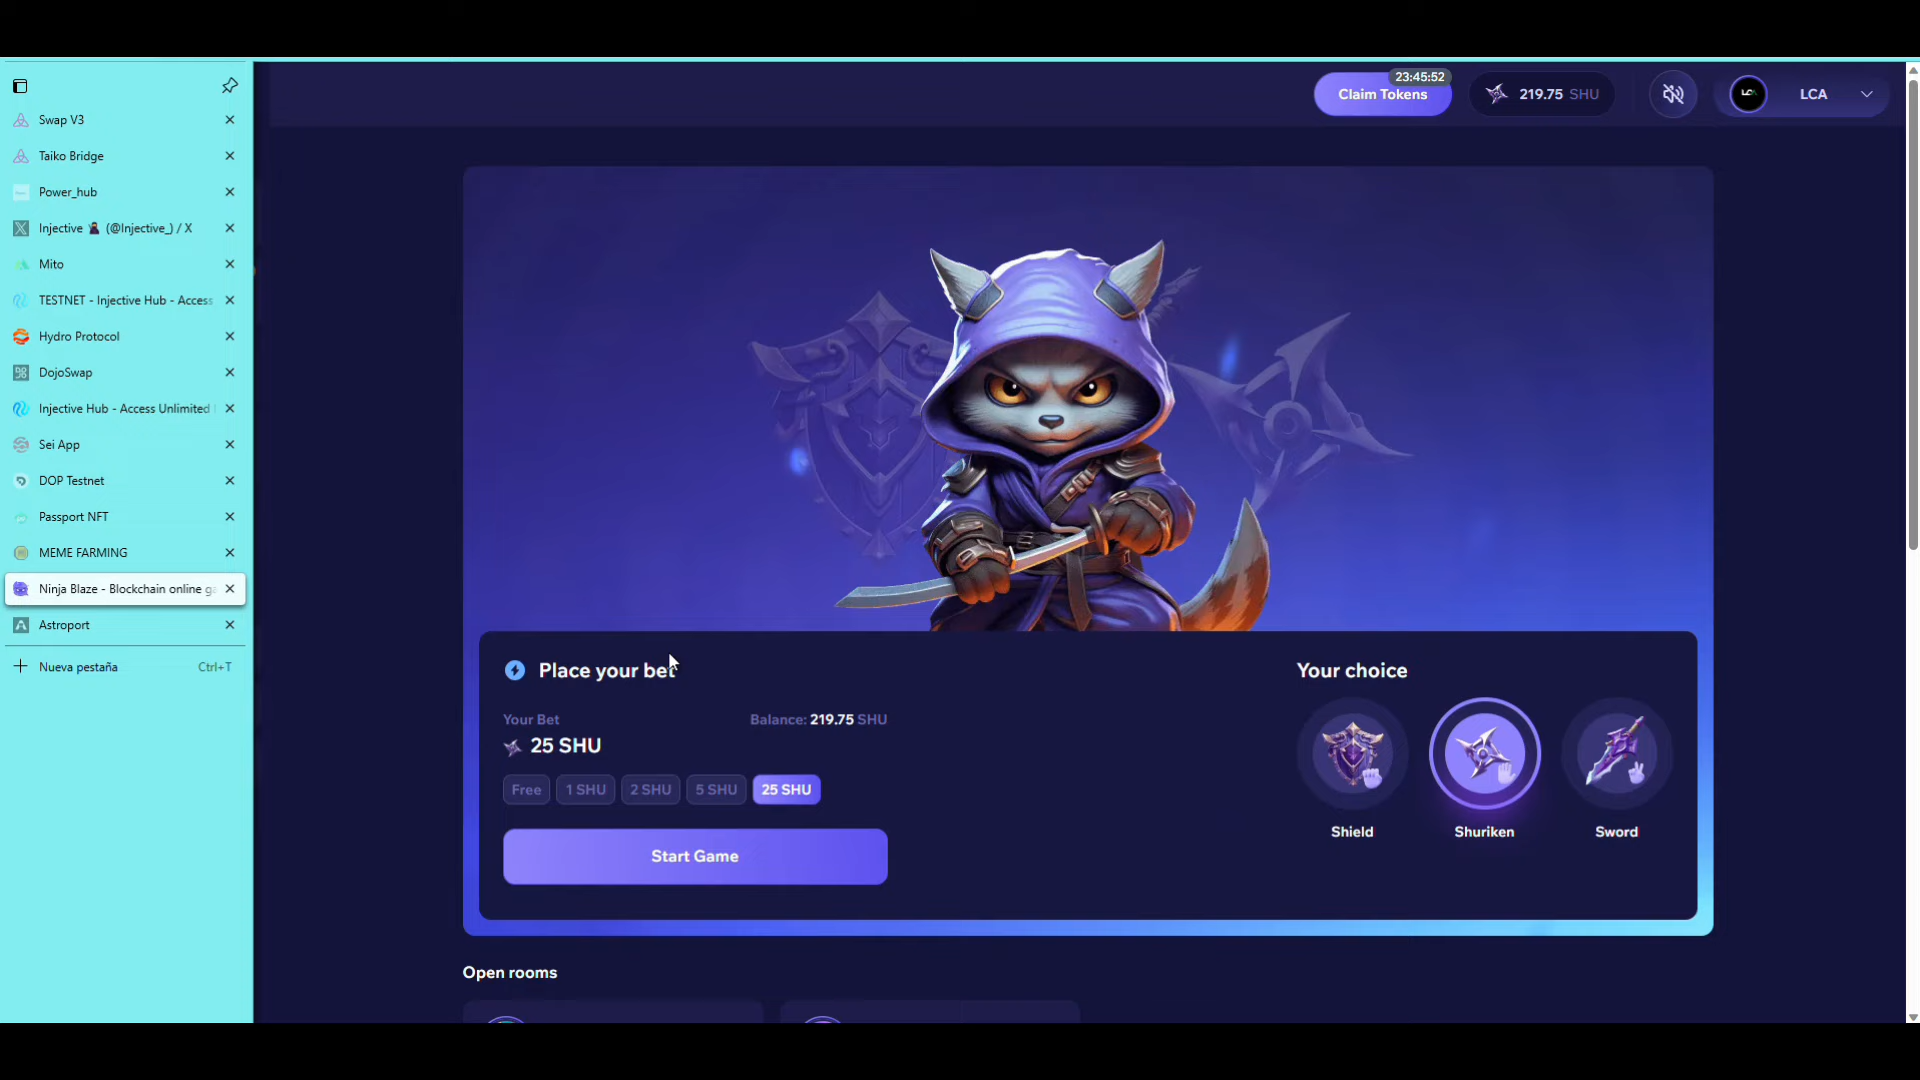 23:45:52
Claim Tokens
219.75 SHU
LCA
LCA
Swap V3
Taiko Bridge
Power_hub
Injective 🥷 (@Injective_) / X
Mito
TESTNET - Injective Hub - Access
Hydro Protocol
DojoSwap
Injective Hub - Access Unlimited
Sei App
DOP Testnet
Passport NFT
MEME FARMING
Ninja Blaze - Blockchain online ga
Astroport
Nueva pestaña Ctrl+T
Place your bet
Your Bet Balance: 219.75 SHU
25 SHU
Free 1 SHU 2 SHU 5 SHU 25 SHU
Start Game
Your choice
Shield Shuriken Sword
Open rooms